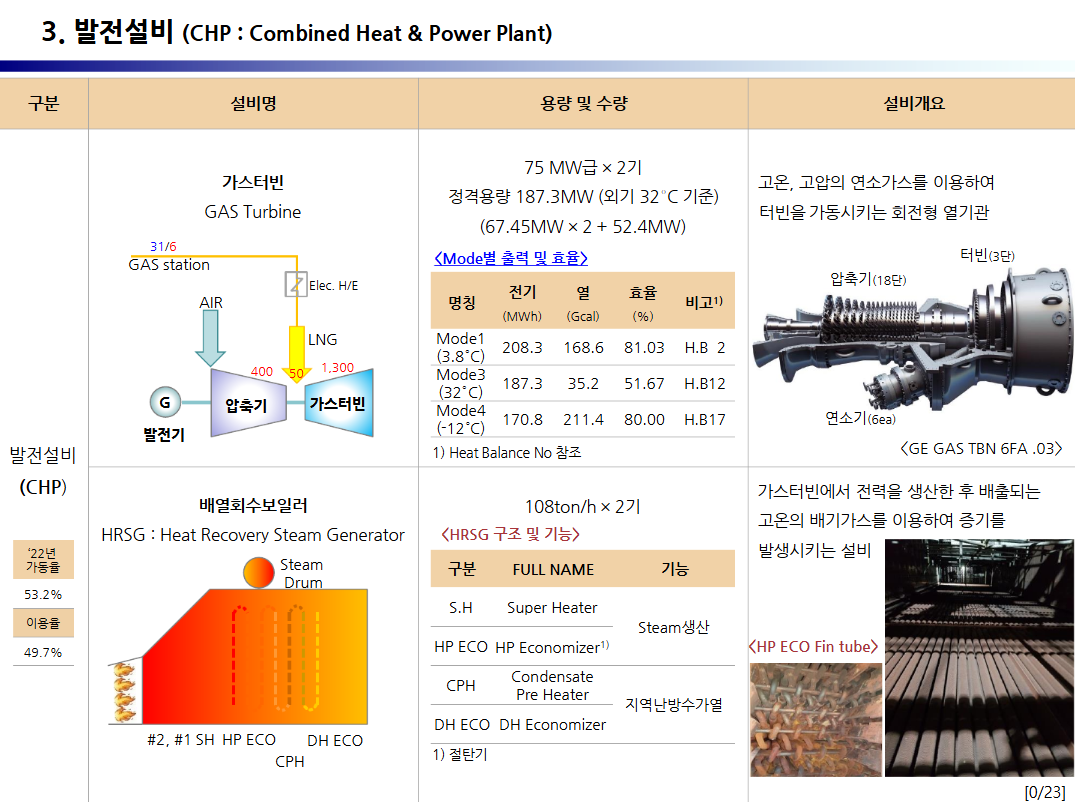 3. 발전설비 (CHP : Combined Heat & Power Plant)
구분 설비명 용량 및 수량 설비개요
발전설비
(CHP)
‘22년
가동률
53.2%
이용률
49.7%
가스터빈
GAS Turbine
31/6
GAS station
Elec. H/E
AIR
LNG
400 50 1,300
G 압축기 가스터빈
발전기
75 MW급 × 2기
정격용량 187.3MW (외기 32°C 기준)
(67.45MW × 2 + 52.4MW)
<Mode별 출력 및 효율>
명칭 전기 (MWh) 열 (Gcal) 효율 (%) 비고1)
Mode1 (3.8°C) 208.3 168.6 81.03 H.B 2
Mode3 (32°C) 187.3 35.2 51.67 H.B12
Mode4 (-12°C) 170.8 211.4 80.00 H.B17
1) Heat Balance No 참조
고온, 고압의 연소가스를 이용하여
터빈을 가동시키는 회전형 열기관
터빈(3단)
압축기(18단)
연소기(6ea)
<GE GAS TBN 6FA .03>
배열회수보일러
HRSG : Heat Recovery Steam Generator
Steam
Drum
#2, #1 SH HP ECO DH ECO
CPH
108ton/h × 2기
<HRSG 구조 및 기능>
구분 FULL NAME 기능
S.H Super Heater
Steam생산
HP ECO HP Economizer1)
CPH Condensate
Pre Heater
지역난방수가열
DH ECO DH Economizer
1) 절탄기
가스터빈에서 전력을 생산한 후 배출되는
고온의 배기가스를 이용하여 증기를
발생시키는 설비
<HP ECO Fin tube>
[0/23]